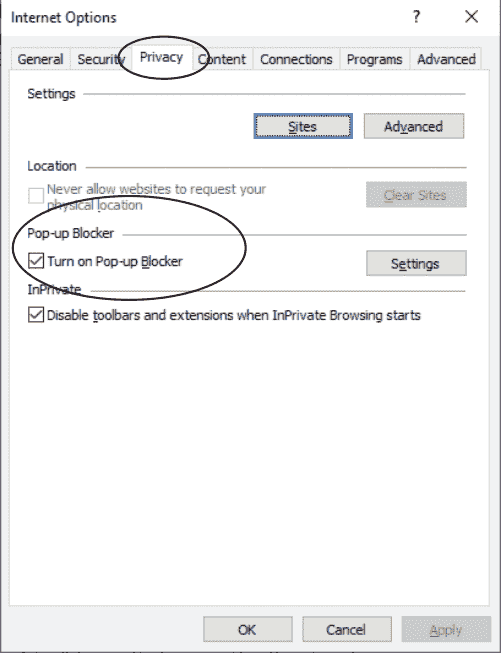 Internet Options ?
General Security Privacy Content Connections Programs Advanced
Settings
Sites Advanced
Location
Never allow websites to request your
physical location
Clear Sites
Pop-up Blocker
Turn on Pop-up Blocker
Settings
InPrivate
Disable toolbars and extensions when InPrivate Browsing starts
OK Cancel Apply